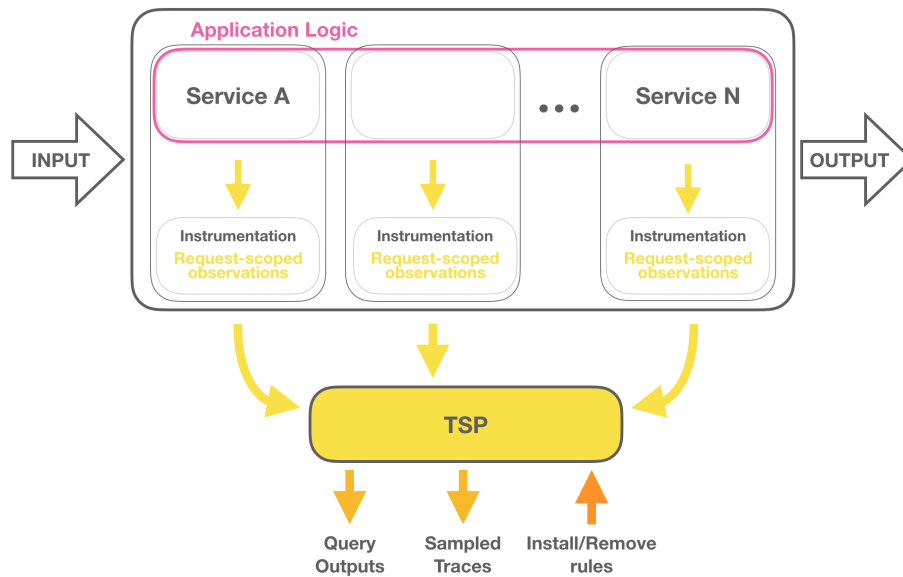 Application Logic
Service A
Service N
INPUT
OUTPUT
Instrumentation
Request-scoped
observations
Instrumentation
Request-scoped
observations
Instrumentation
Request-scoped
observations
TSP
Query
Outputs
Sampled
Traces
Install/Remove
rules